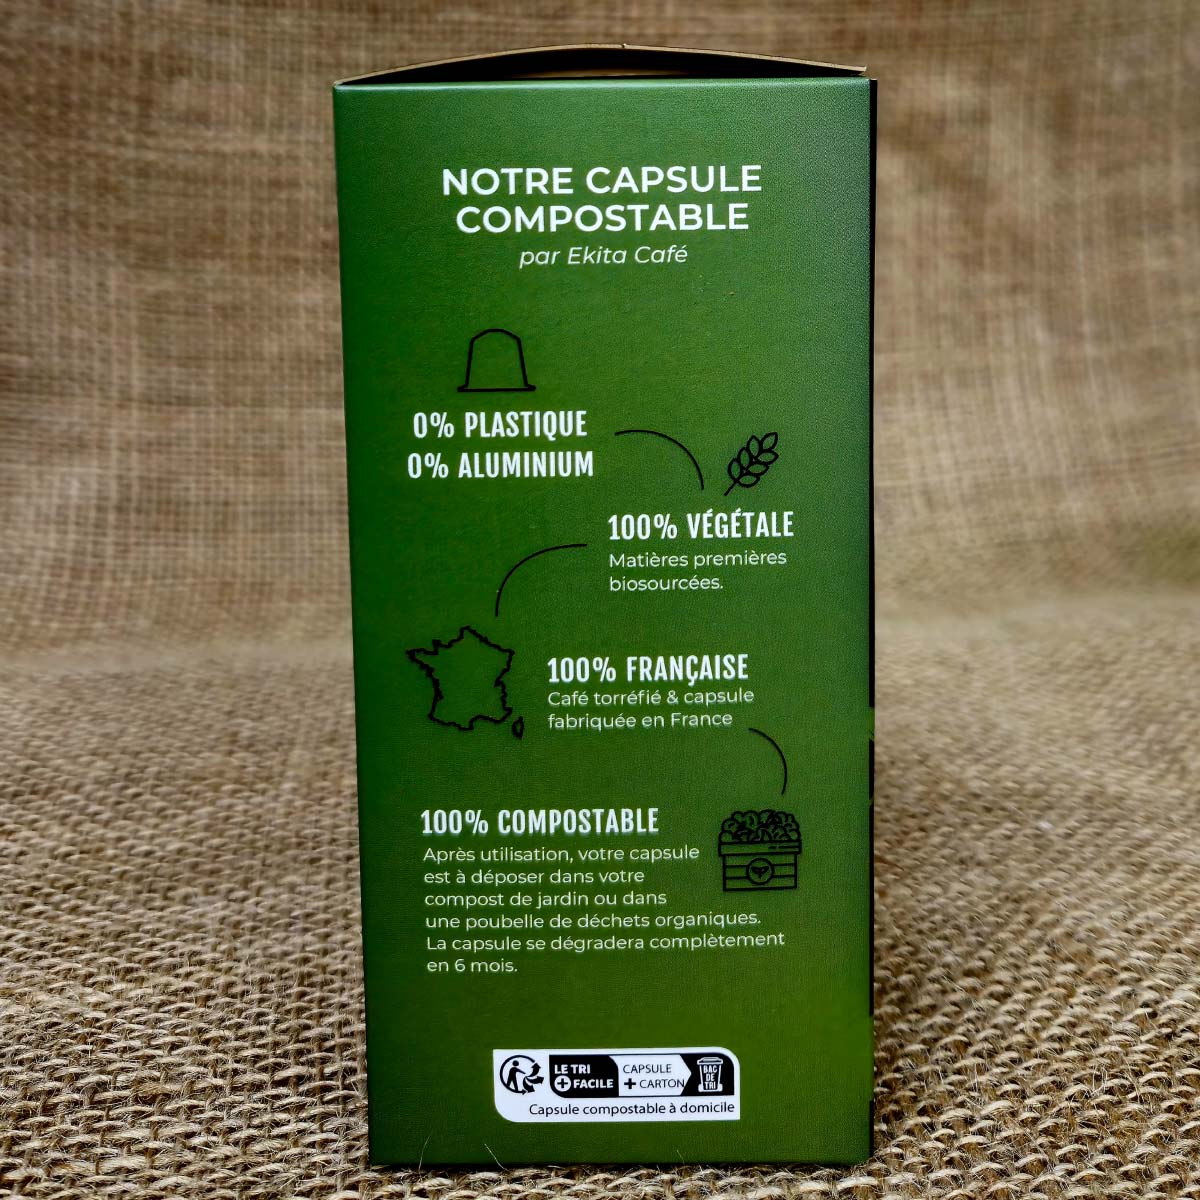 NOTRE CAPSULE
COMPOSTABLE
par Ekita Café
0% PLASTIQUE
0% ALUMINIUM
100% VÉGÉTALE
Matières premières
biosourcées.
100% FRANÇAISE
Café torréfié & capsule
fabriquée en France
100% COMPOSTABLE
Après utilisation, votre capsule
est à déposer dans votre
compost de jardin ou dans
une poubelle de déchets organiques.
La capsule se dégradera complètement
en 6 mois.
LE TRI
+ FACILE
CAPSULE
+ CARTON
BAC
DE
TRI
Capsule compostable à domicile